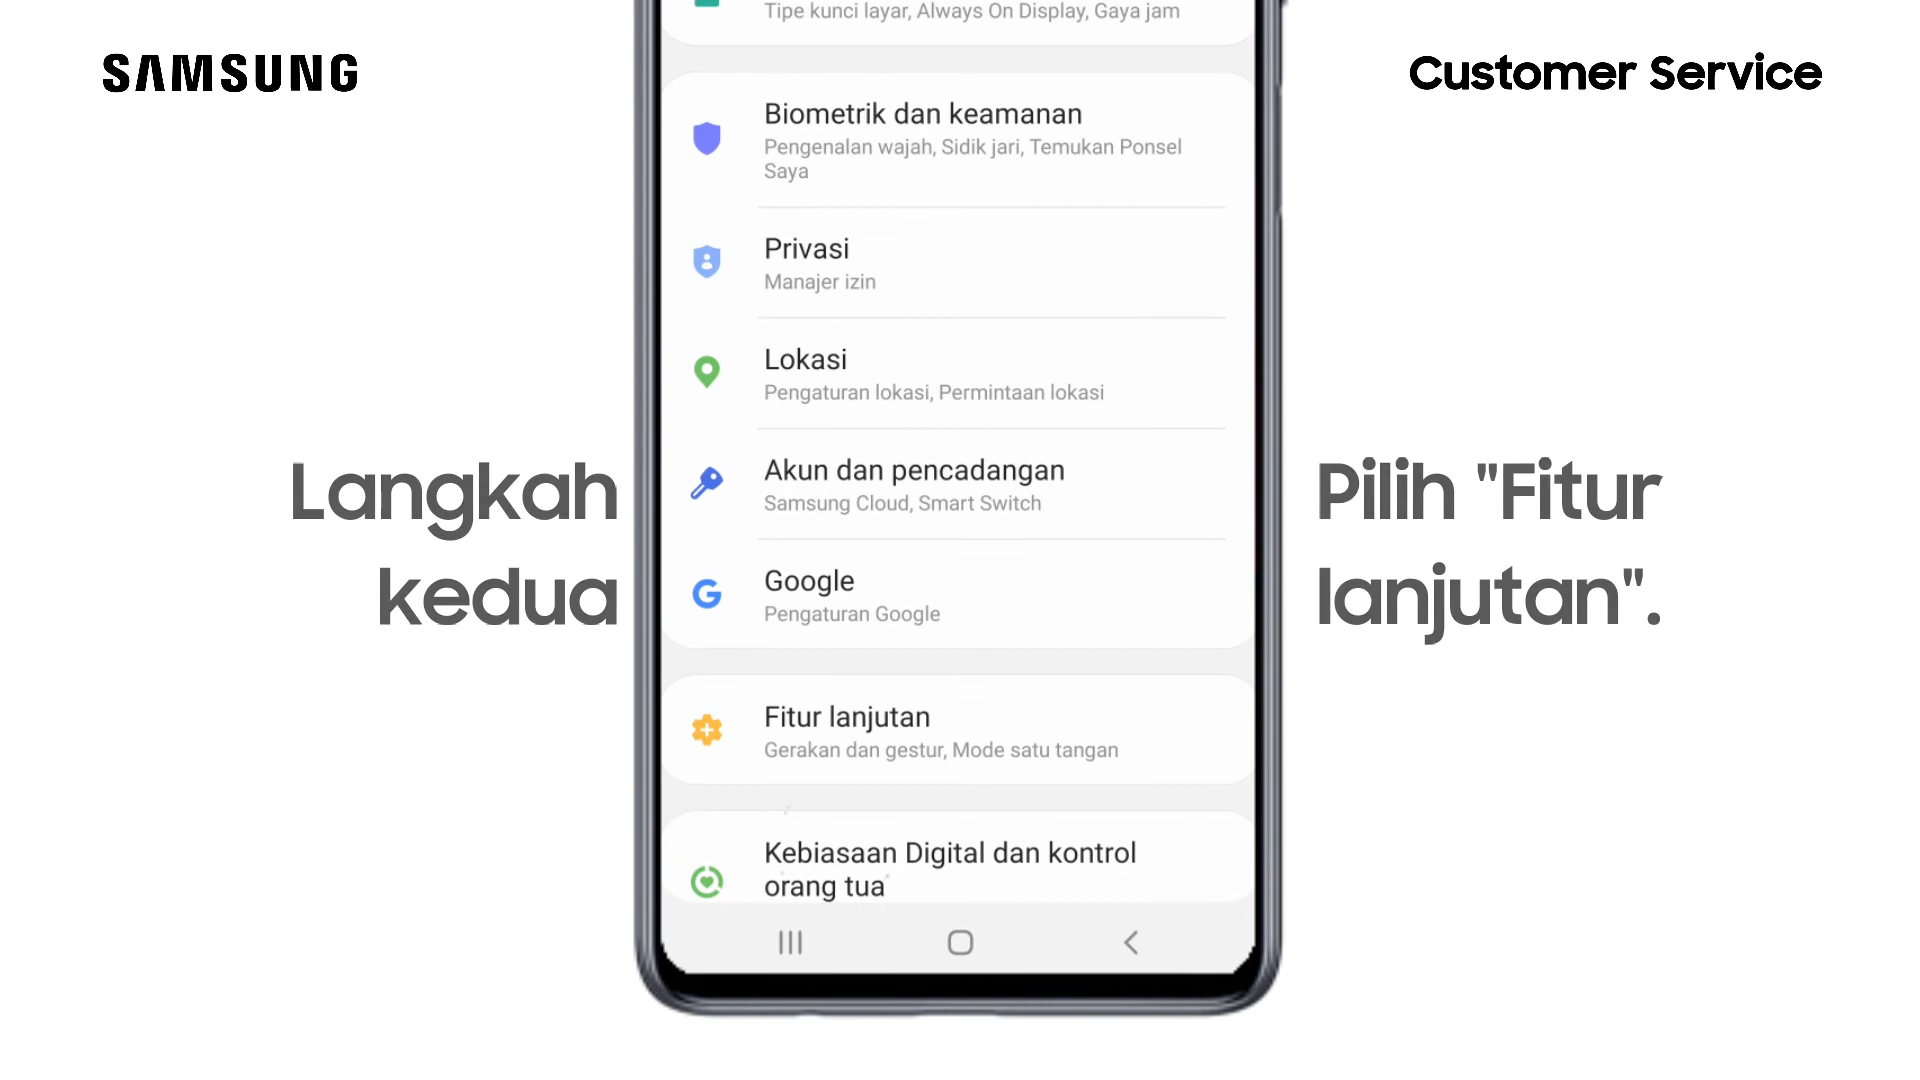 SAMSUNG
Customer Service
Tipe kunci layar, Always On Display, Gaya jam
Biometrik dan keamanan
Pengenalan wajah, Sidik jari, Temukan Ponsel
Saya
Privasi
Manajer izin
Lokasi
Pengaturan lokasi, Permintaan lokasi
Akun dan pencadangan
Samsung Cloud, Smart Switch
Google
Pengaturan Google
Fitur lanjutan
Gerakan dan gestur, Mode satu tangan
Kebiasaan Digital dan kontrol
orang tua
Langkah
kedua
Pilih "Fitur
lanjutan".